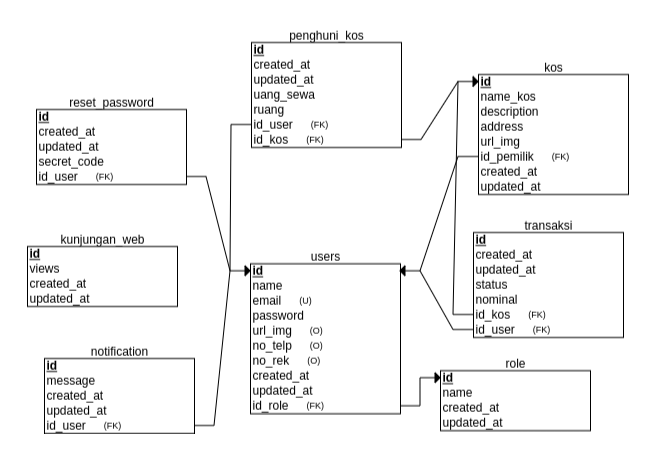 penghuni_kos
id
created_at
updated_at
uang_sewa
ruang
id_user (FK)
id_kos (FK)
kos
id
name_kos
description
address
url_img
id_pemilik (FK)
created_at
updated_at
reset_password
id
created_at
updated_at
secret_code
id_user (FK)
kunjungan_web
id
views
created_at
updated_at
users
id
name
email (U)
password
url_img (O)
no_telp (O)
no_rek (O)
created_at
updated_at
id_role (FK)
transaksi
id
created_at
updated_at
status
nominal
id_kos (FK)
id_user (FK)
notification
id
message
created_at
updated_at
id_user (FK)
role
id
name
created_at
updated_at